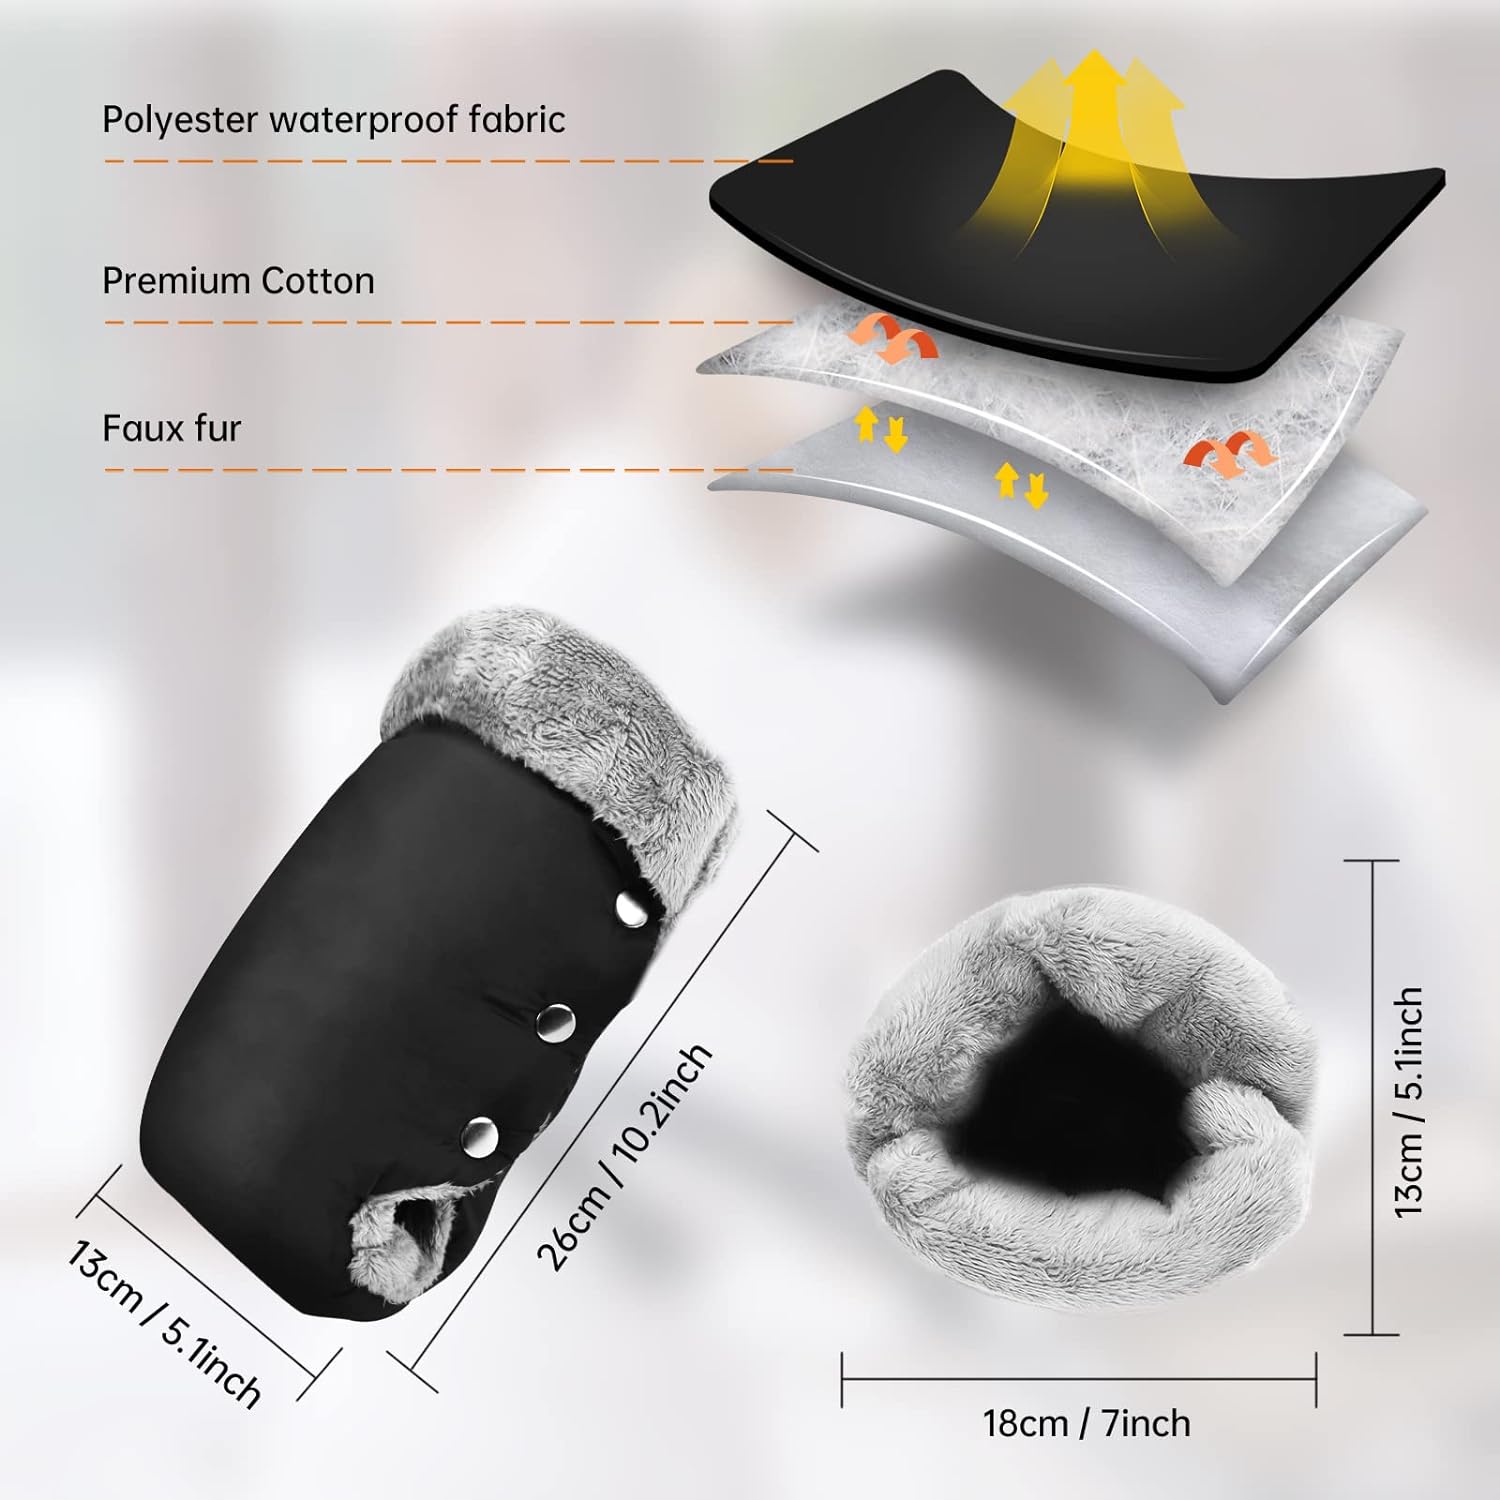 Polyester waterproof fabric
Premium Cotton
Faux fur
26cm / 10.2inch
13cm / 5.1inch
13cm / 5.1inch
18cm / 7inch